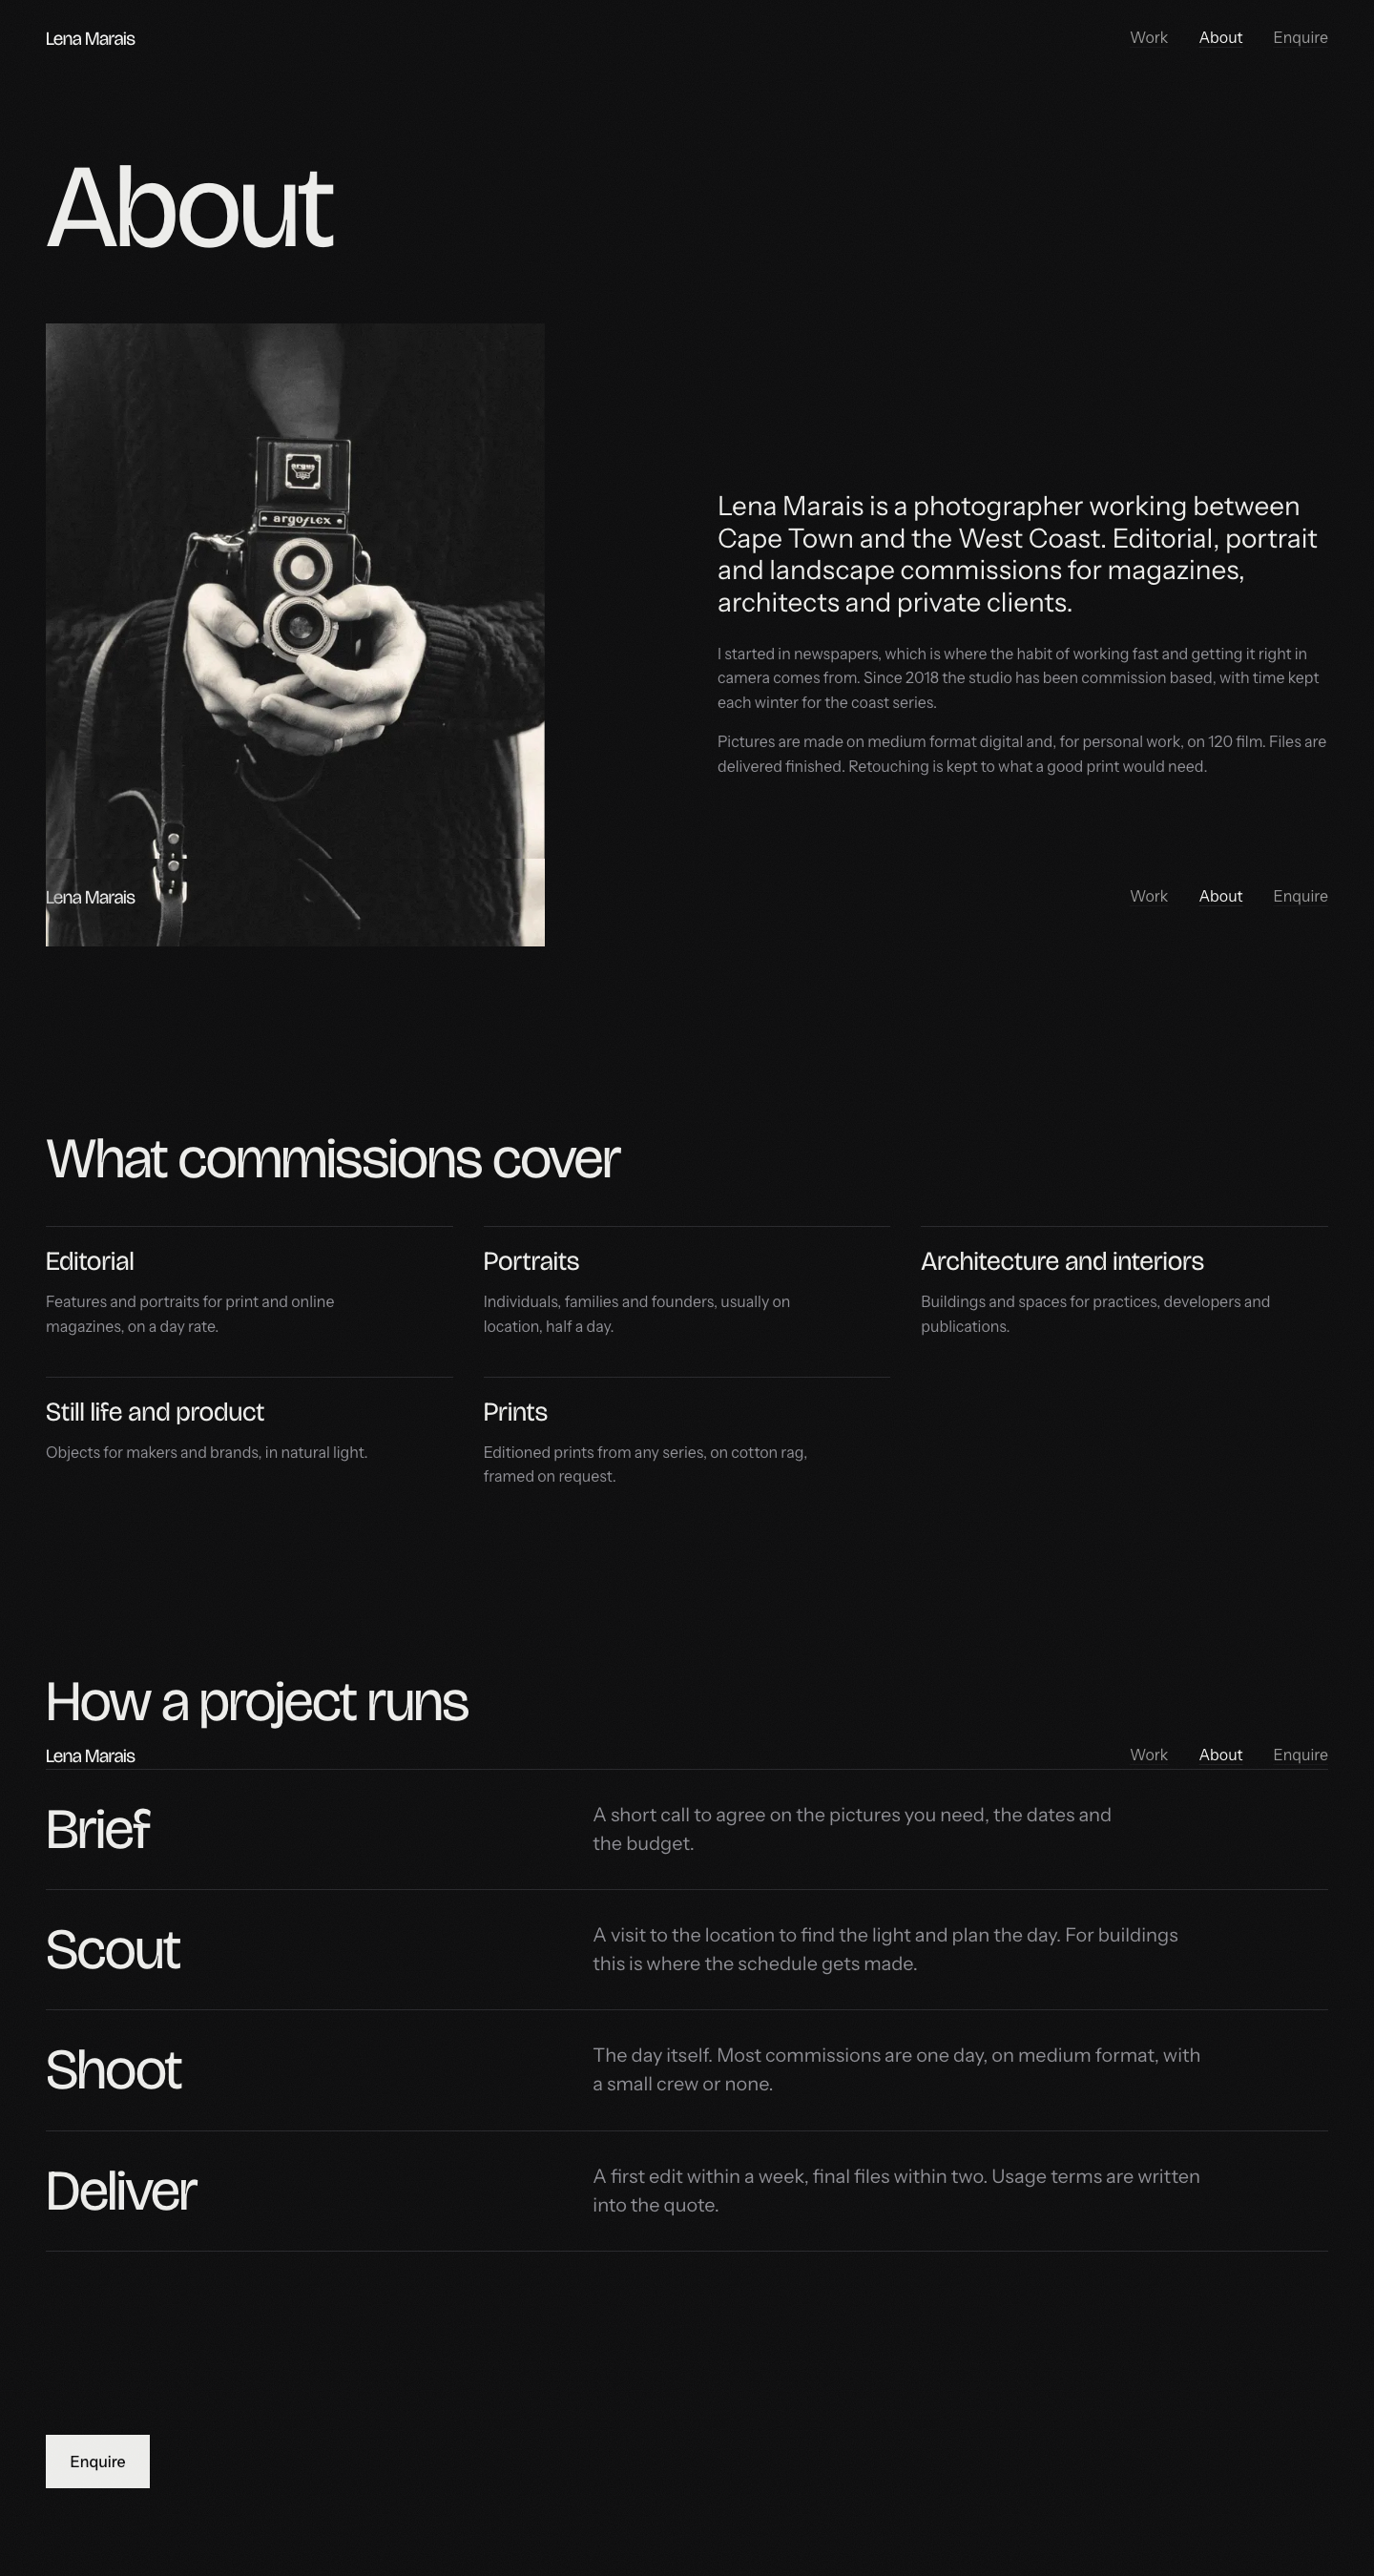 Lena Marais
Work About Enquire
About
argus
argoflex
Lena Marais is a photographer working between
Cape Town and the West Coast. Editorial, portrait
and landscape commissions for magazines,
architects and private clients.
I started in newspapers, which is where the habit of working fast and getting it right in
camera comes from. Since 2018 the studio has been commission based, with time kept
each winter for the coast series.
Pictures are made on medium format digital and, for personal work, on 120 film. Files are
delivered finished. Retouching is kept to what a good print would need.
Lena Marais
Work About Enquire
What commissions cover
Editorial
Features and portraits for print and online
magazines, on a day rate.
Portraits
Individuals, families and founders, usually on
location, half a day.
Architecture and interiors
Buildings and spaces for practices, developers and
publications.
Still life and product
Objects for makers and brands, in natural light.
Prints
Editioned prints from any series, on cotton rag,
framed on request.
How a project runs
Lena Marais
Work About Enquire
Brief
A short call to agree on the pictures you need, the dates and
the budget.
Scout
A visit to the location to find the light and plan the day. For buildings
this is where the schedule gets made.
Shoot
The day itself. Most commissions are one day, on medium format, with
a small crew or none.
Deliver
A first edit within a week, final files within two. Usage terms are written
into the quote.
Enquire